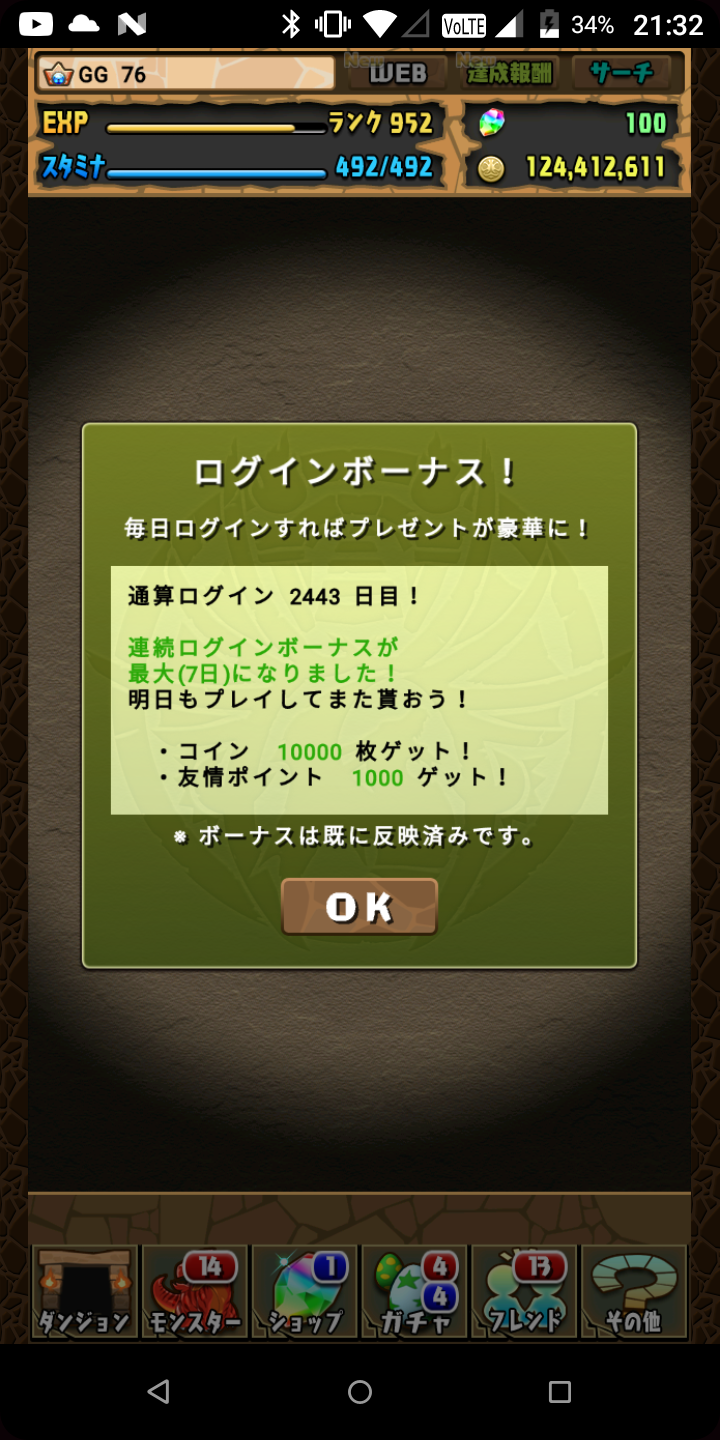 VoLTE 34% 21:32
GG 76 New WEB New 達成報酬 サーチ
EXP ランク 952 100
スタミナ 492/492 124,412,611
ログインボーナス！
毎日ログインすればプレゼントが豪華に！
通算ログイン 2443 日目！
連続ログインボーナスが
最大(7日)になりました！
明日もプレイしてまた貰おう！
・コイン 10000 枚ゲット！
・友情ポイント 1000 ゲット！
※ ボーナスは既に反映済みです。
OK
14 1 4 13
4
ダンジョン モンスター ショップ ガチャ フレンド その他